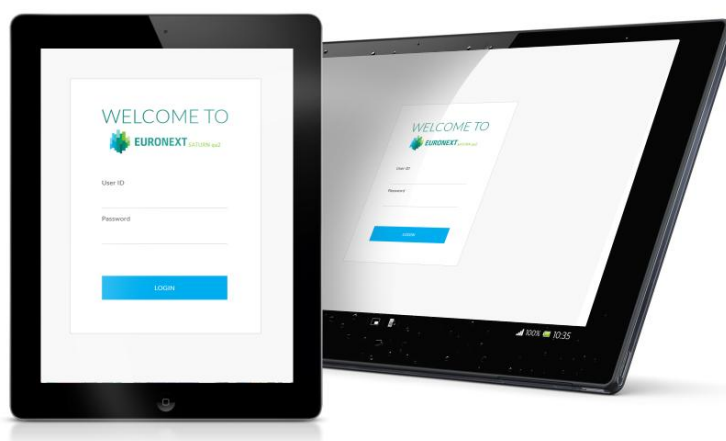 WELCOME TO
EURONEXT
User ID
Password
LOGIN
WELCOME TO
EURONEXT
User ID
Password
LOGIN
100% 10:35